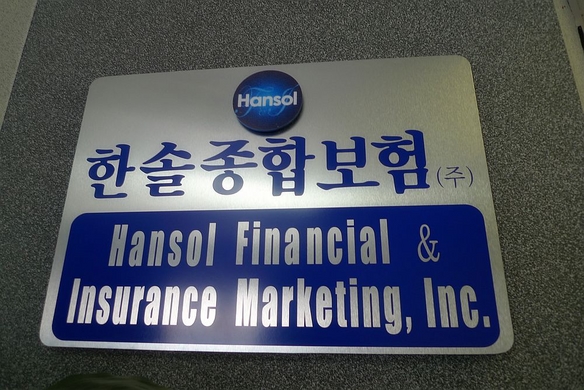 Hansol
한솔종합보험(주)
Hansol Financial &
Insurance Marketing, Inc.